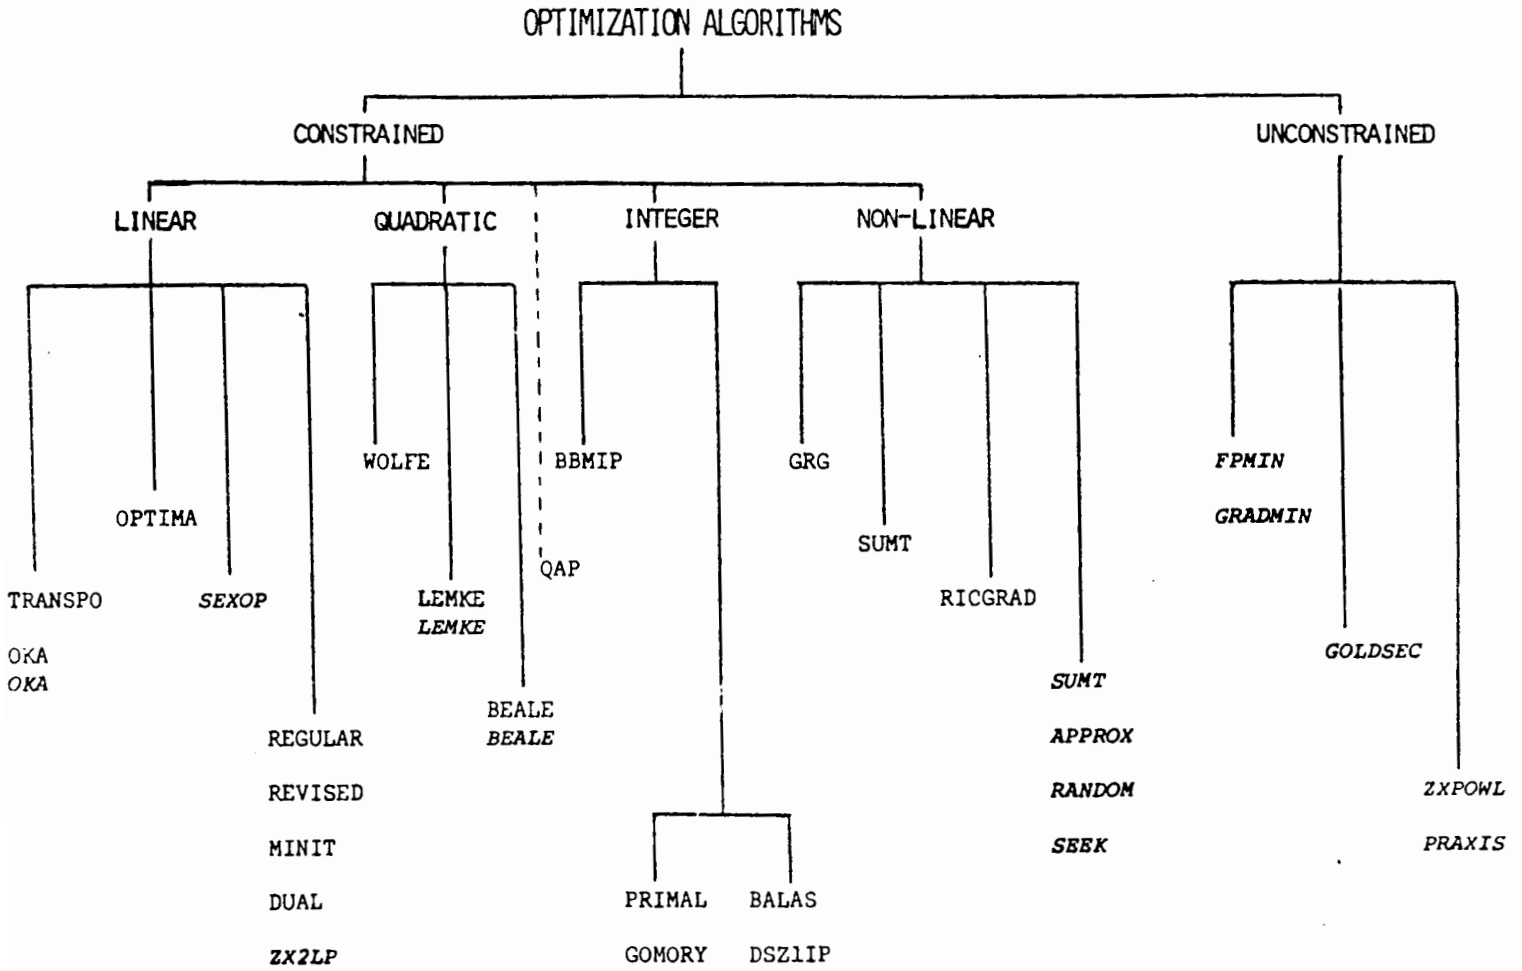 OPTIMIZATION ALGORITHMS
CONSTRAINED
UNCONSTRAINED
LINEAR
QUADRATIC
INTEGER
NON-LINEAR
TRANSPO
OKA
OKA
OPTIMA
SEXOP
REGULAR
REVISED
MINIT
DUAL
ZX2LP
WOLFE
LEMKE
LEMKE
BEALE
BEALE
QAP
BBMIP
PRIMAL
GOMORY
BALAS
DSZ1IP
GRG
SUMT
RICGRAD
SUMT
APPROX
RANDOM
SEEK
FPMIN
GRADMIN
GOLDSEC
ZXPOWL
PRAXIS